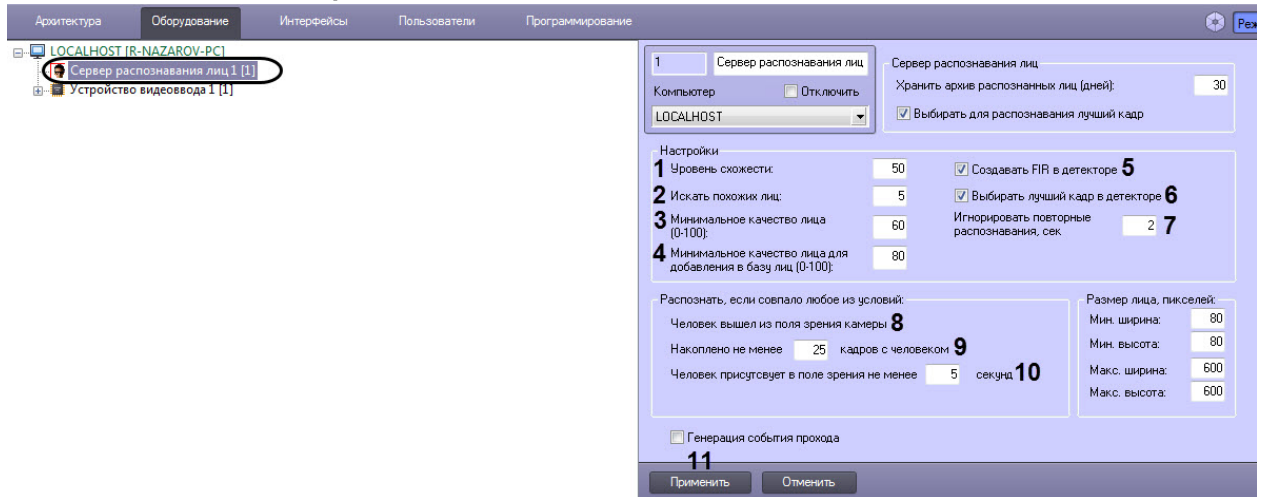 Архитектура Оборудование Интерфейсы Пользователи Программирование
LOCALHOST [R-NAZAROV-PC]
Сервер распознавания лиц 1 [1]
Устройство видеоввода 1 [1]
1 Сервер распознавания лиц
Компьютер Отключить
LOCALHOST
Сервер распознавания лиц
Хранить архив распознанных лиц (дней): 30
Выбирать для распознавания лучший кадр
Настройки
1 Уровень схожести: 50
2 Искать похожих лиц: 5
3 Минимальное качество лица
(0-100): 60
4 Минимальное качество лица для
добавления в базу лиц (0-100): 80
Создавать FIR в детекторе 5
Выбирать лучший кадр в детекторе 6
Игнорировать повторные
распознавания, сек 2 7
Распознать, если совпало любое из условий:
Человек вышел из поля зрения камеры 8
Накоплено не менее 25 кадров с человеком 9
Человек присутсвует в поле зрения не менее 5 секунд 10
Размер лица, пикселей:
Мин. ширина: 80
Мин. высота: 80
Макс. ширина: 600
Макс. высота: 600
Генерация события прохода
11
Применить Отменить